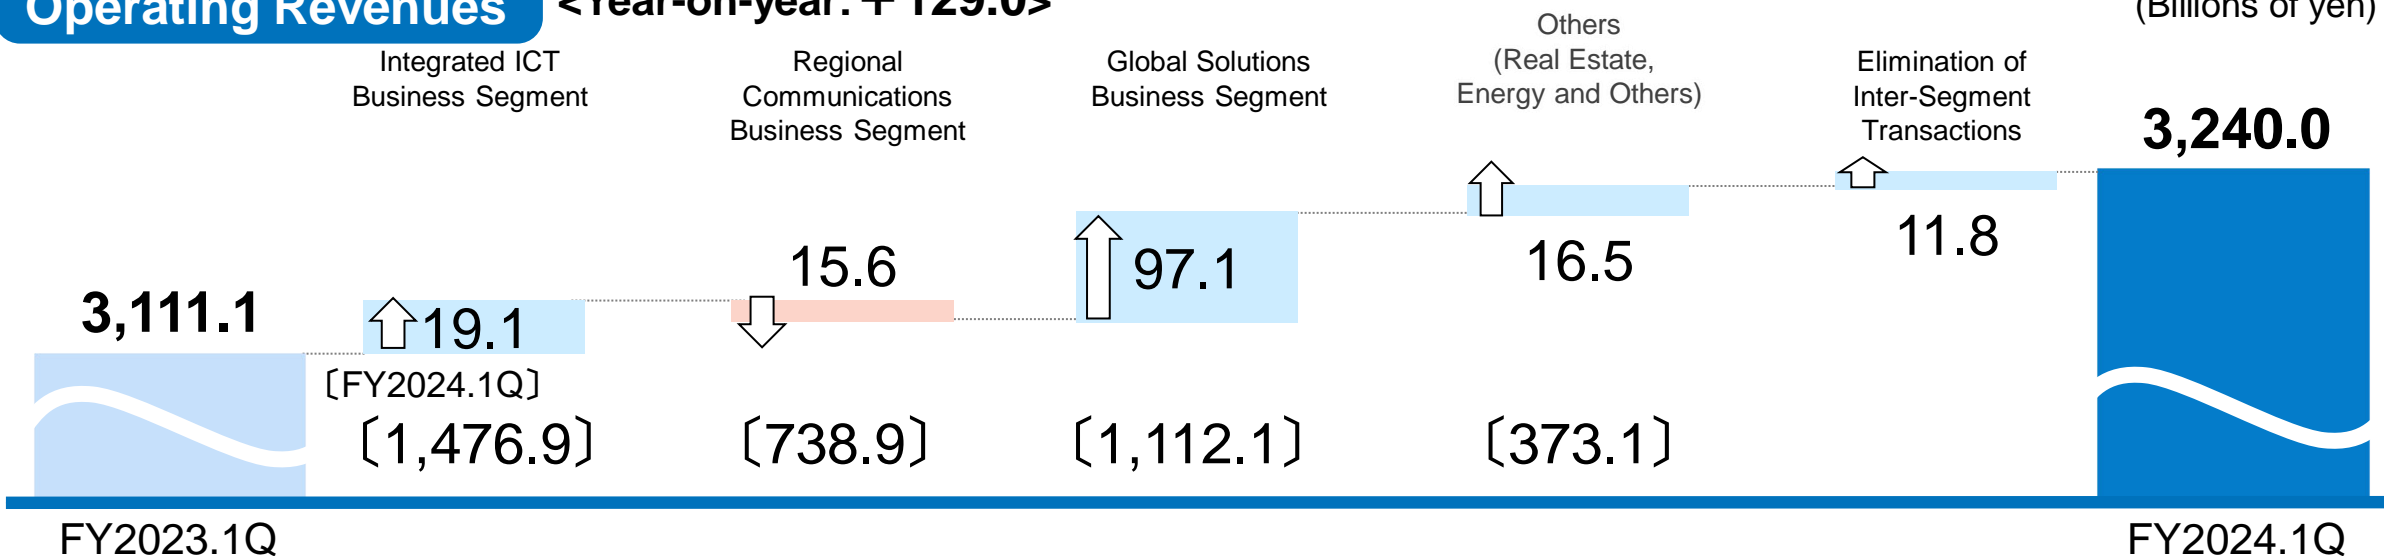 Operating Revenues
<Year-on-year:＋129.0>
(Billions of yen)
Integrated ICT
Business Segment
Regional
Communications
Business Segment
Global Solutions
Business Segment
Others
(Real Estate,
Energy and Others)
Elimination of
Inter-Segment
Transactions
3,111.1
19.1
15.6
97.1
16.5
11.8
3,240.0
〔FY2024.1Q〕
〔1,476.9〕
〔738.9〕
〔1,112.1〕
〔373.1〕
FY2023.1Q
FY2024.1Q